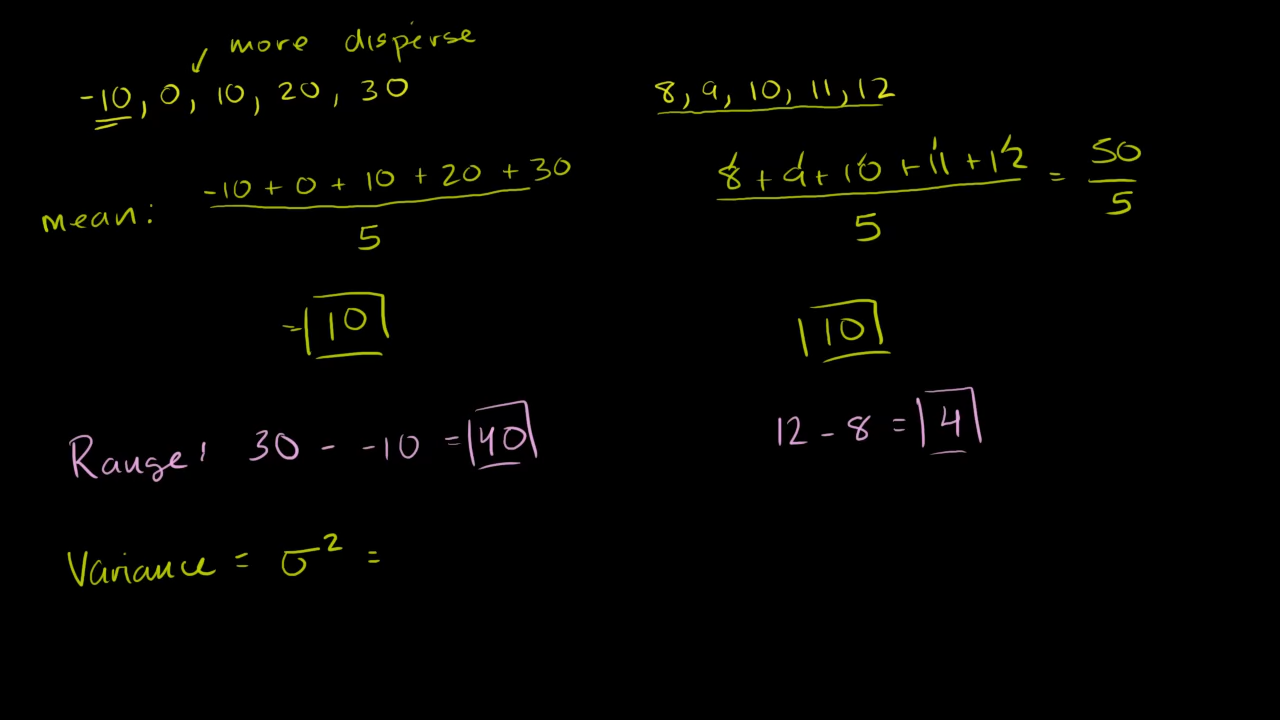 more disperse
-10, 0, 10, 20, 30
8, 9, 10, 11, 12
mean:
-10 + 0 + 10 + 20 + 30
5
= 10
8 + 9 + 10 + 11 + 12
5
= 50
5
10
Range: 30 - -10 = 40
12 - 8 = 4
Variance = σ² =